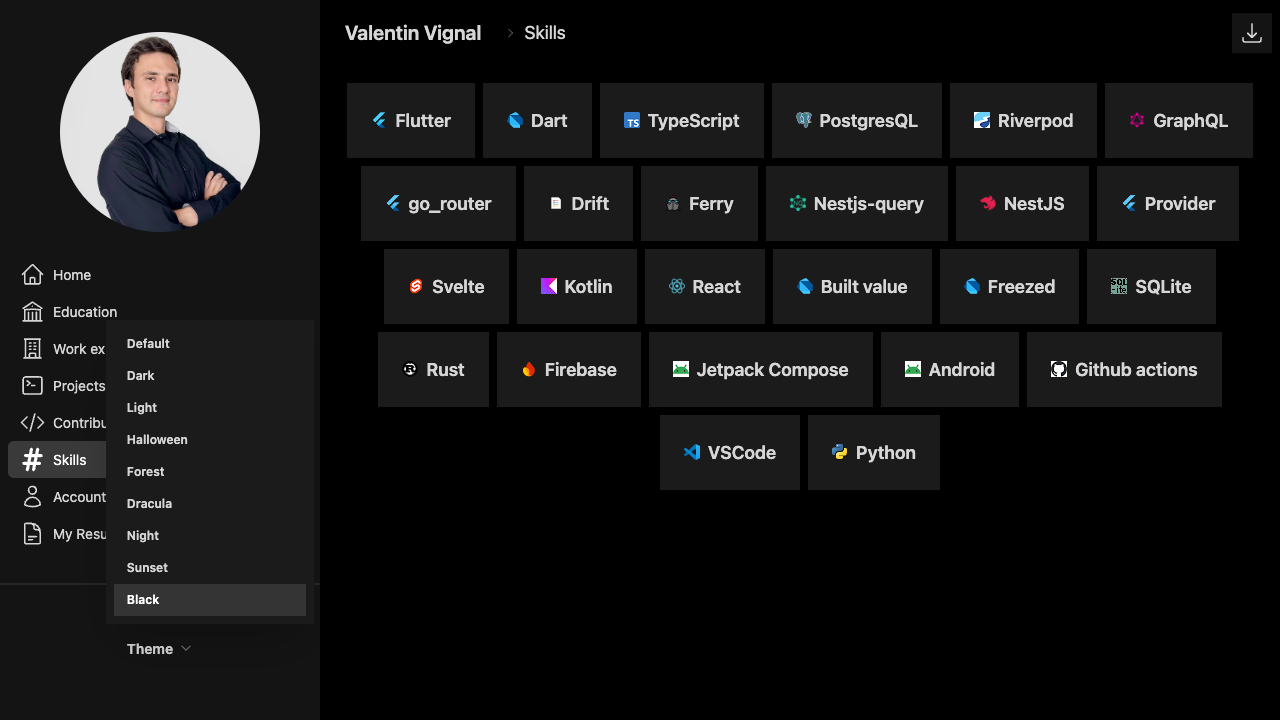 Valentin Vignal
Skills
Flutter
Dart
TypeScript
PostgresQL
Riverpod
GraphQL
go_router
Drift
Ferry
Nestjs-query
NestJS
Provider
Svelte
Kotlin
React
Built value
Freezed
SQLite
Rust
Firebase
Jetpack Compose
Android
Github actions
VSCode
Python
Home
Education
Work ex
Projects
Contribu
Skills
Account
My Resu
Default
Dark
Light
Halloween
Forest
Dracula
Night
Sunset
Black
Theme